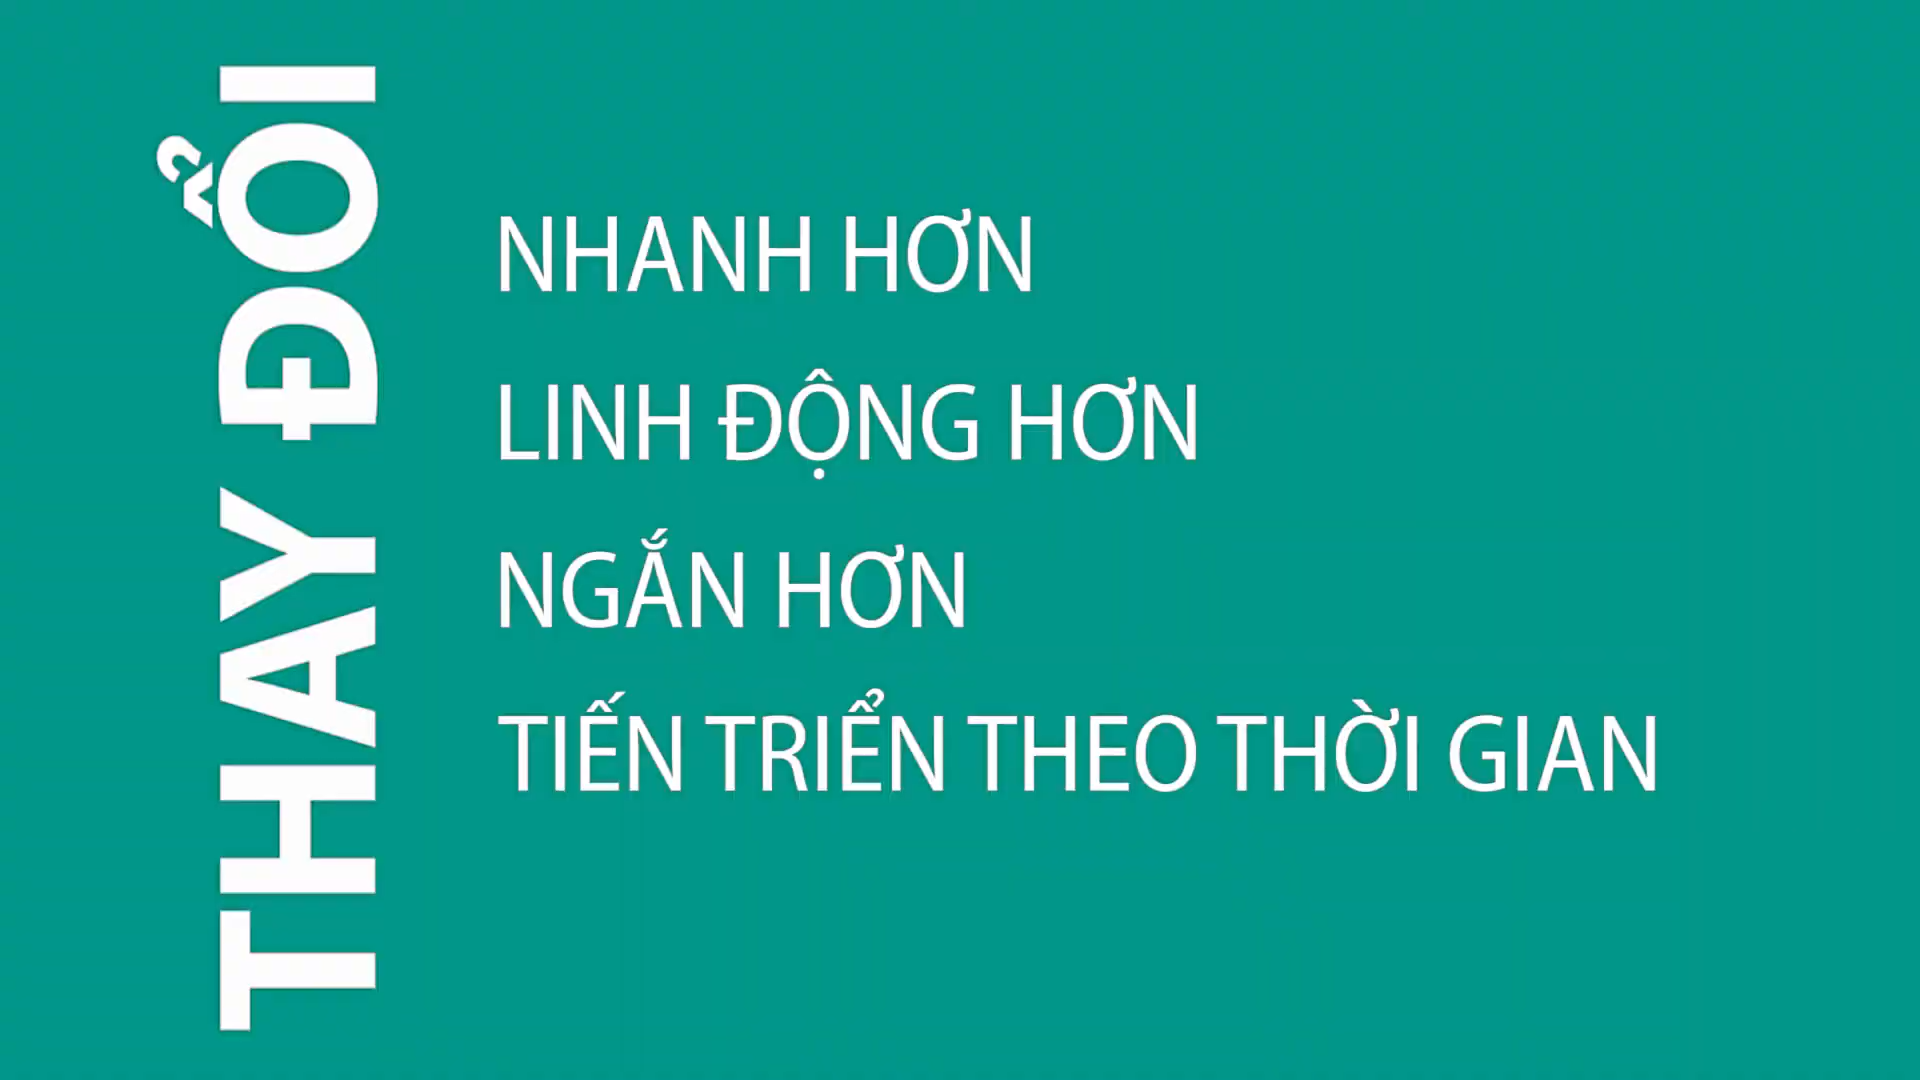 THAY ĐỔI
NHANH HƠN
LINH ĐỘNG HƠN
NGẮN HƠN
TIẾN TRIỂN THEO THỜI GIAN